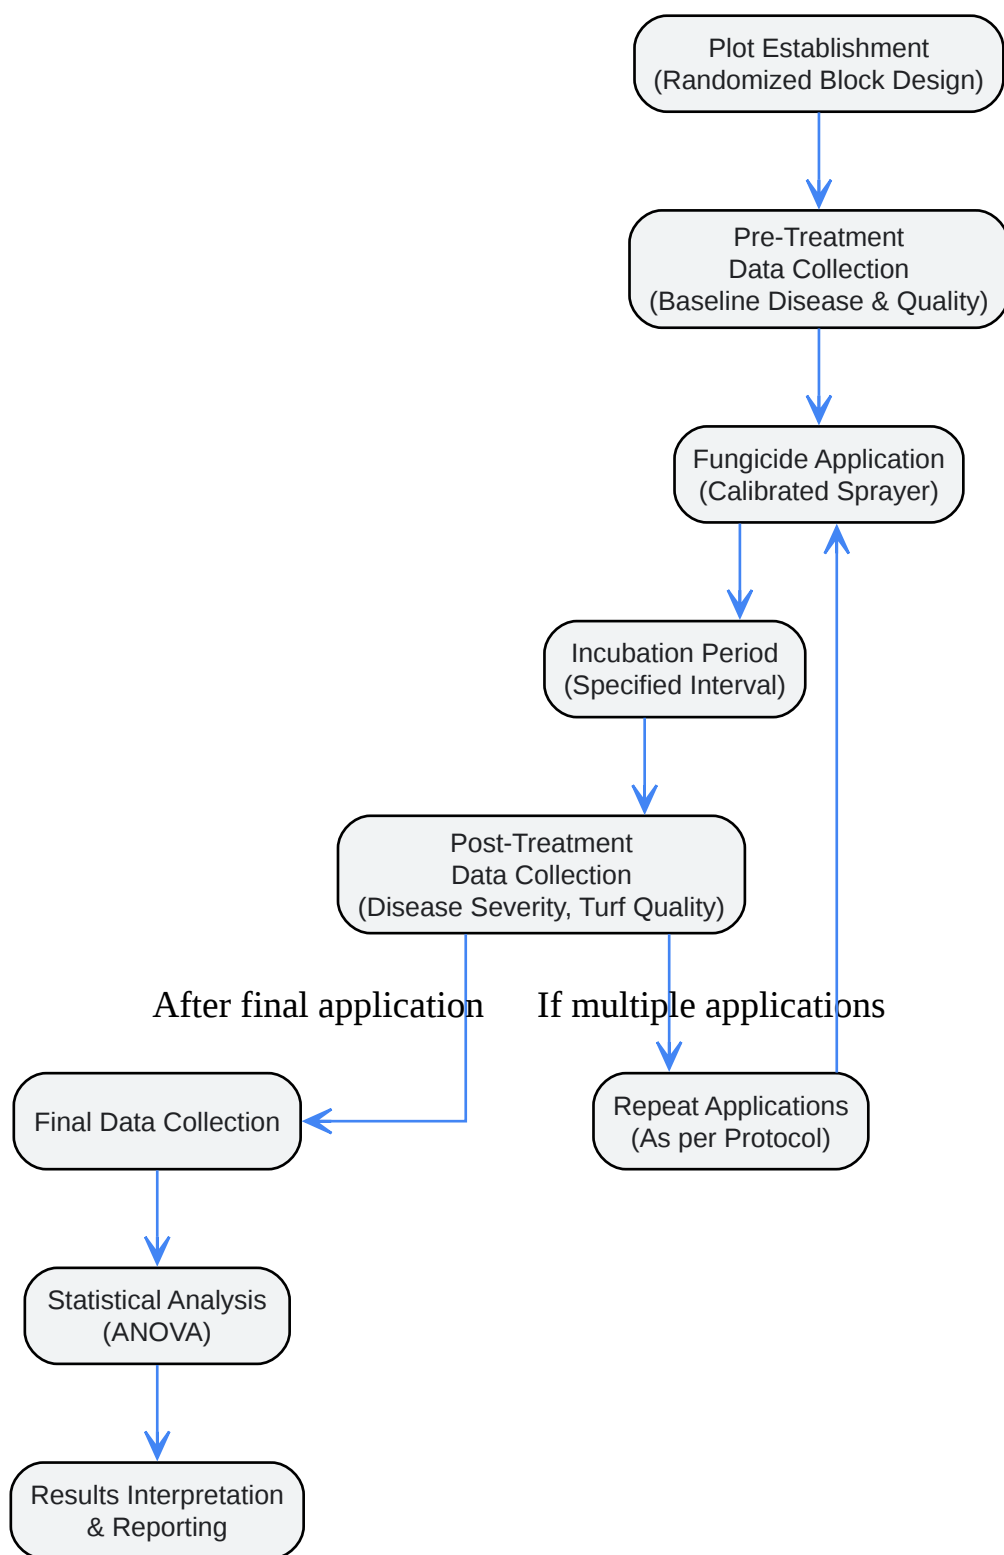 Plot Establishment
(Randomized Block Design)
Pre-Treatment
Data Collection
(Baseline Disease & Quality)
Fungicide Application
(Calibrated Sprayer)
Incubation Period
(Specified Interval)
Post-Treatment
Data Collection
(Disease Severity, Turf Quality)
After final application
If multiple applications
Final Data Collection
Repeat Applications
(As per Protocol)
Statistical Analysis
(ANOVA)
Results Interpretation
& Reporting